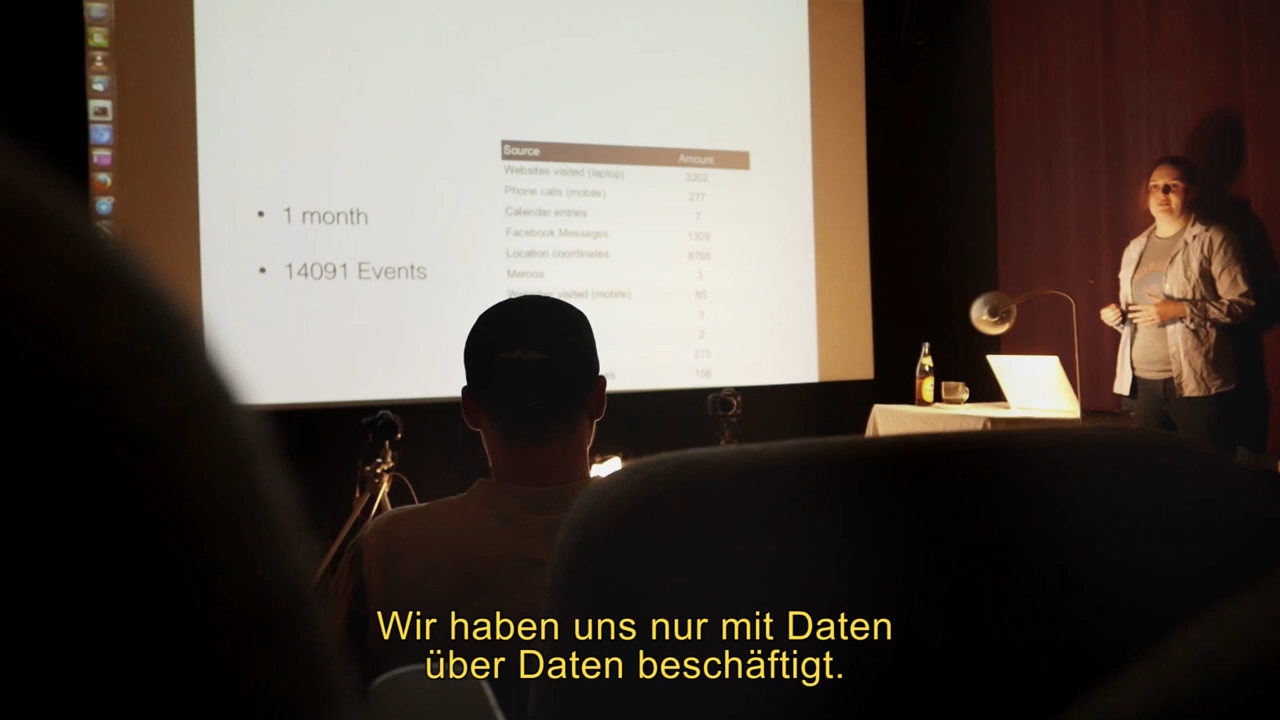 Source Amount
Websites visited (laptop) 3202
Phone calls (mobile) 277
Calendar entries 7
• 1 month
Facebook Messages 1309
Location coordinates 8768
• 14091 Events
Memos 3
Websites visited (mobile) 85
2
273
158
Wir haben uns nur mit Daten
über Daten beschäftigt.